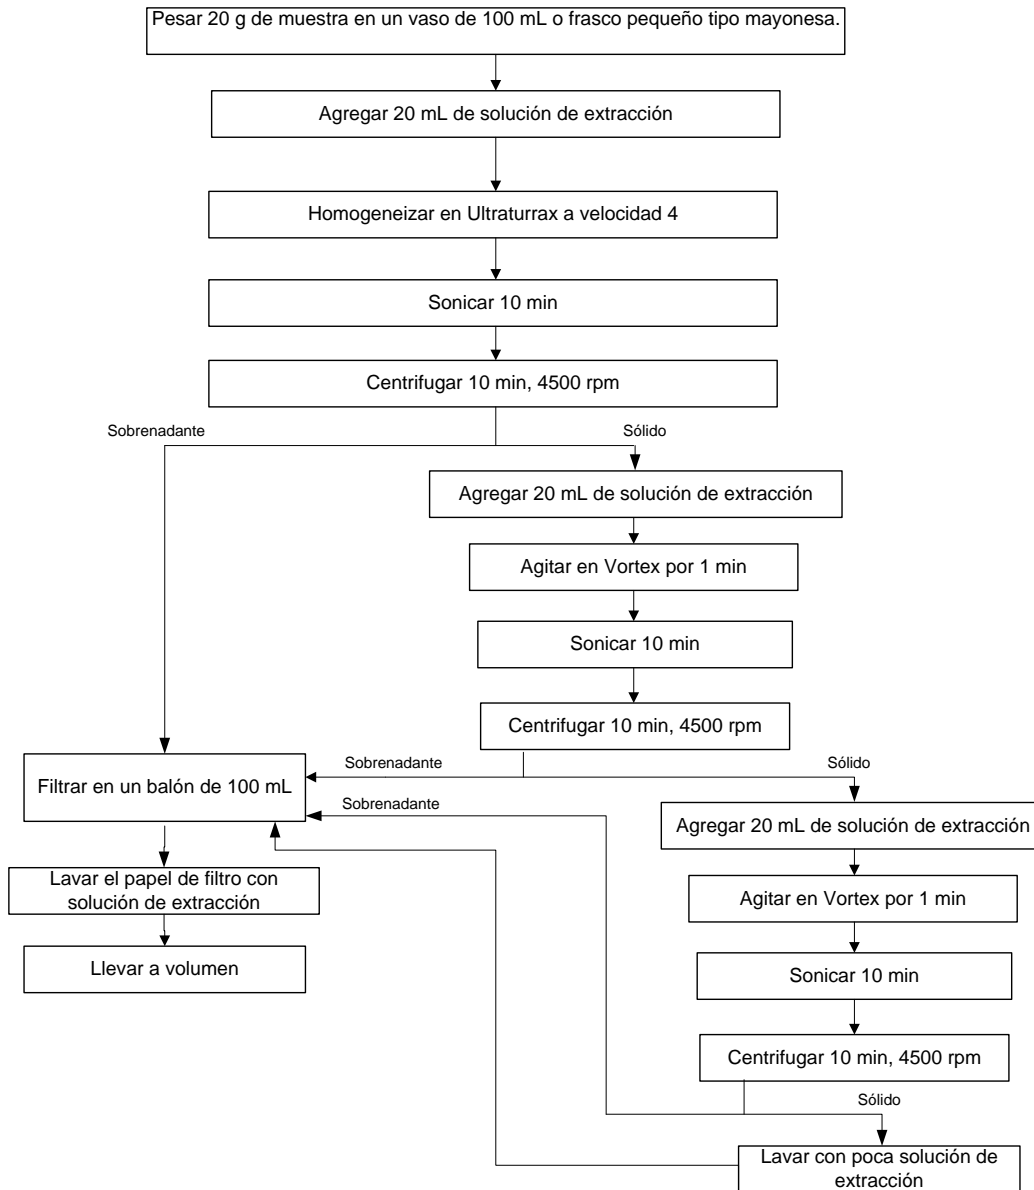 Pesar 20 g de muestra en un vaso de 100 mL o frasco pequeño tipo mayonesa.
Agregar 20 mL de solución de extracción
Homogeneizar en Ultraturrax a velocidad 4
Sonicar 10 min
Centrifugar 10 min, 4500 rpm
Sobrenadante
Sólido
Agregar 20 mL de solución de extracción
Agitar en Vortex por 1 min
Sonicar 10 min
Centrifugar 10 min, 4500 rpm
Sobrenadante
Sólido
Filtrar en un balón de 100 mL
Sobrenadante
Agregar 20 mL de solución de extracción
Lavar el papel de filtro con
solución de extracción
Agitar en Vortex por 1 min
Llevar a volumen
Sonicar 10 min
Centrifugar 10 min, 4500 rpm
Sólido
Lavar con poca solución de
extracción